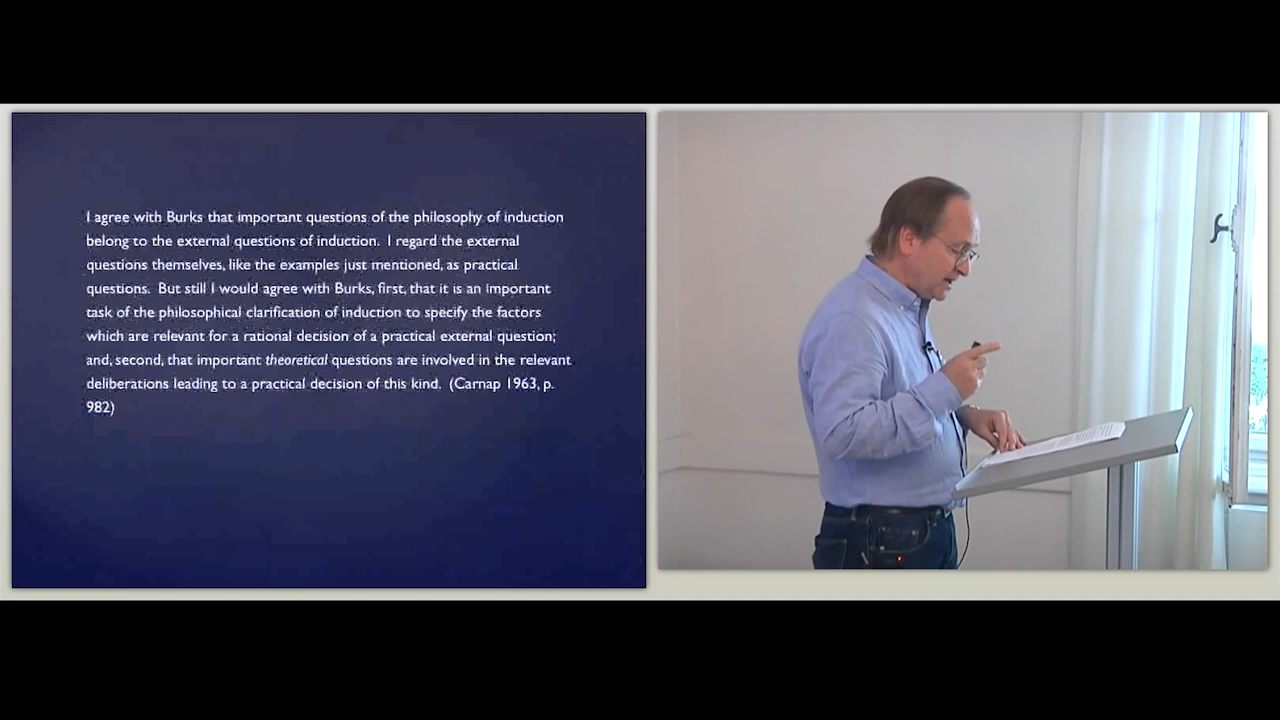 I agree with Burks that important questions of the philosophy of induction
belong to the external questions of induction. I regard the external
questions themselves, like the examples just mentioned, as practical
questions. But still I would agree with Burks, first, that it is an important
task of the philosophical clarification of induction to specify the factors
which are relevant for a rational decision of a practical external question;
and, second, that important theoretical questions are involved in the relevant
deliberations leading to a practical decision of this kind. (Carnap 1963, p.
982)